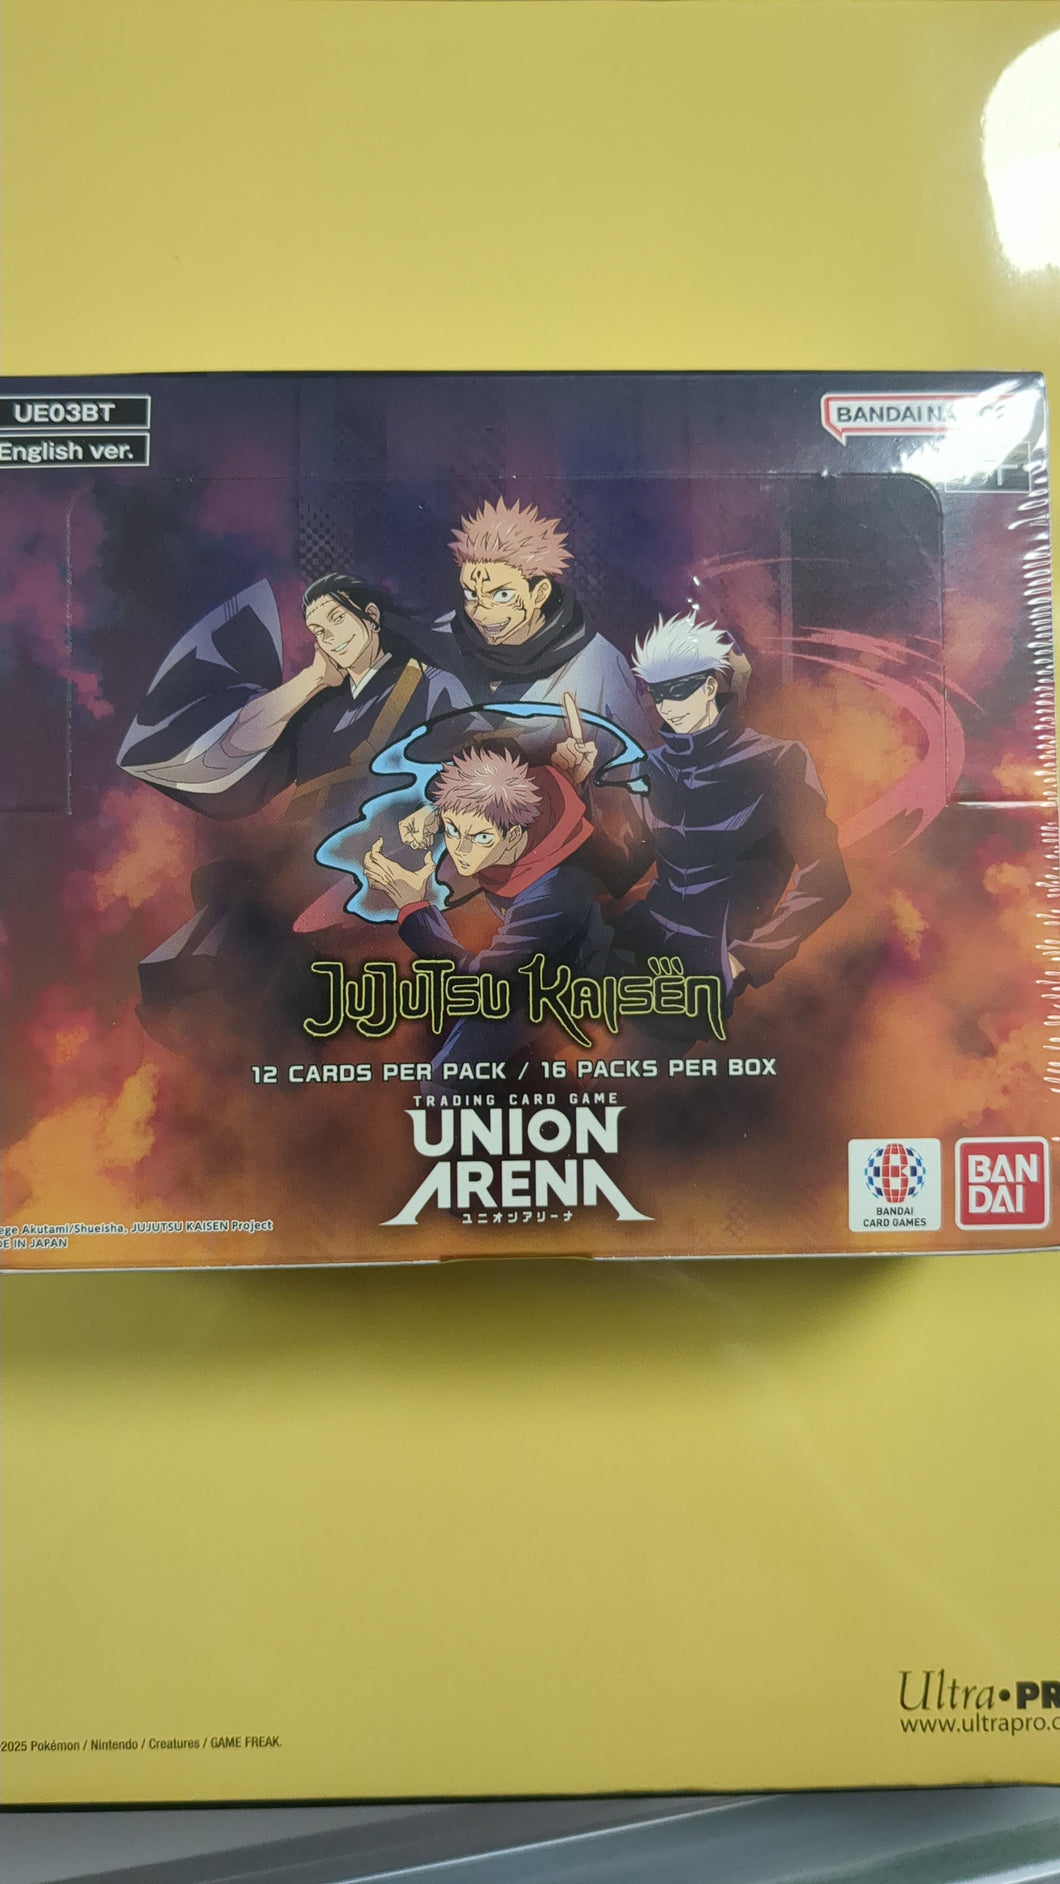 UE03BT
English ver.
BANDAI
JUJUTSU KAISEN
12 CARDS PER PACK / 16 PACKS PER BOX
TRADING CARD GAME
UNION
ARENA
ユニオンアリーナ
BANDAI
CARD GAMES
BAN
DAI
ege Akutami/Shueisha, JUJUTSU KAISEN Project
DE IN JAPAN
Ultra•PR
www.ultrapro.c
2025 Pokémon / Nintendo / Creatures / GAME FREAK.